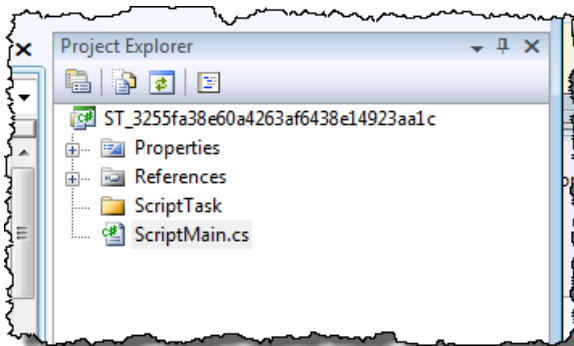 Project Explorer
ST_3255fa38e60a4263af6438e14923aa1c
Properties
References
ScriptTask
ScriptMain.cs